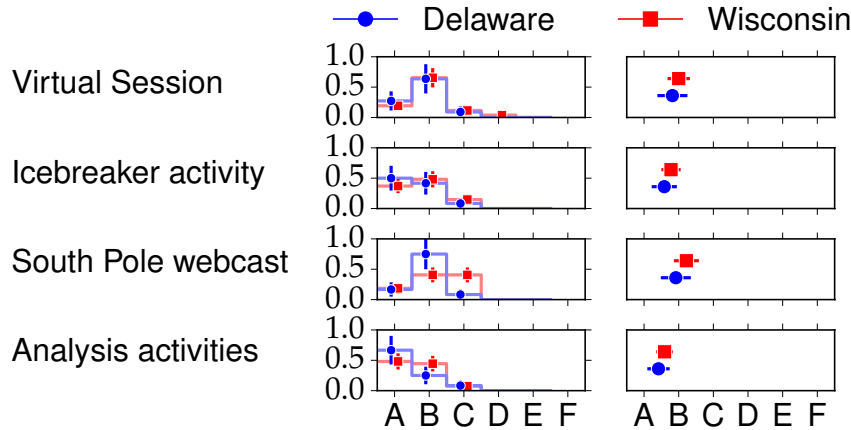 Delaware Wisconsin
Virtual Session 1.0 0.5 0.0
Icebreaker activity 1.0 0.5 0.0
South Pole webcast 1.0 0.5 0.0
Analysis activities 1.0 0.5 0.0
A B C D E F A B C D E F